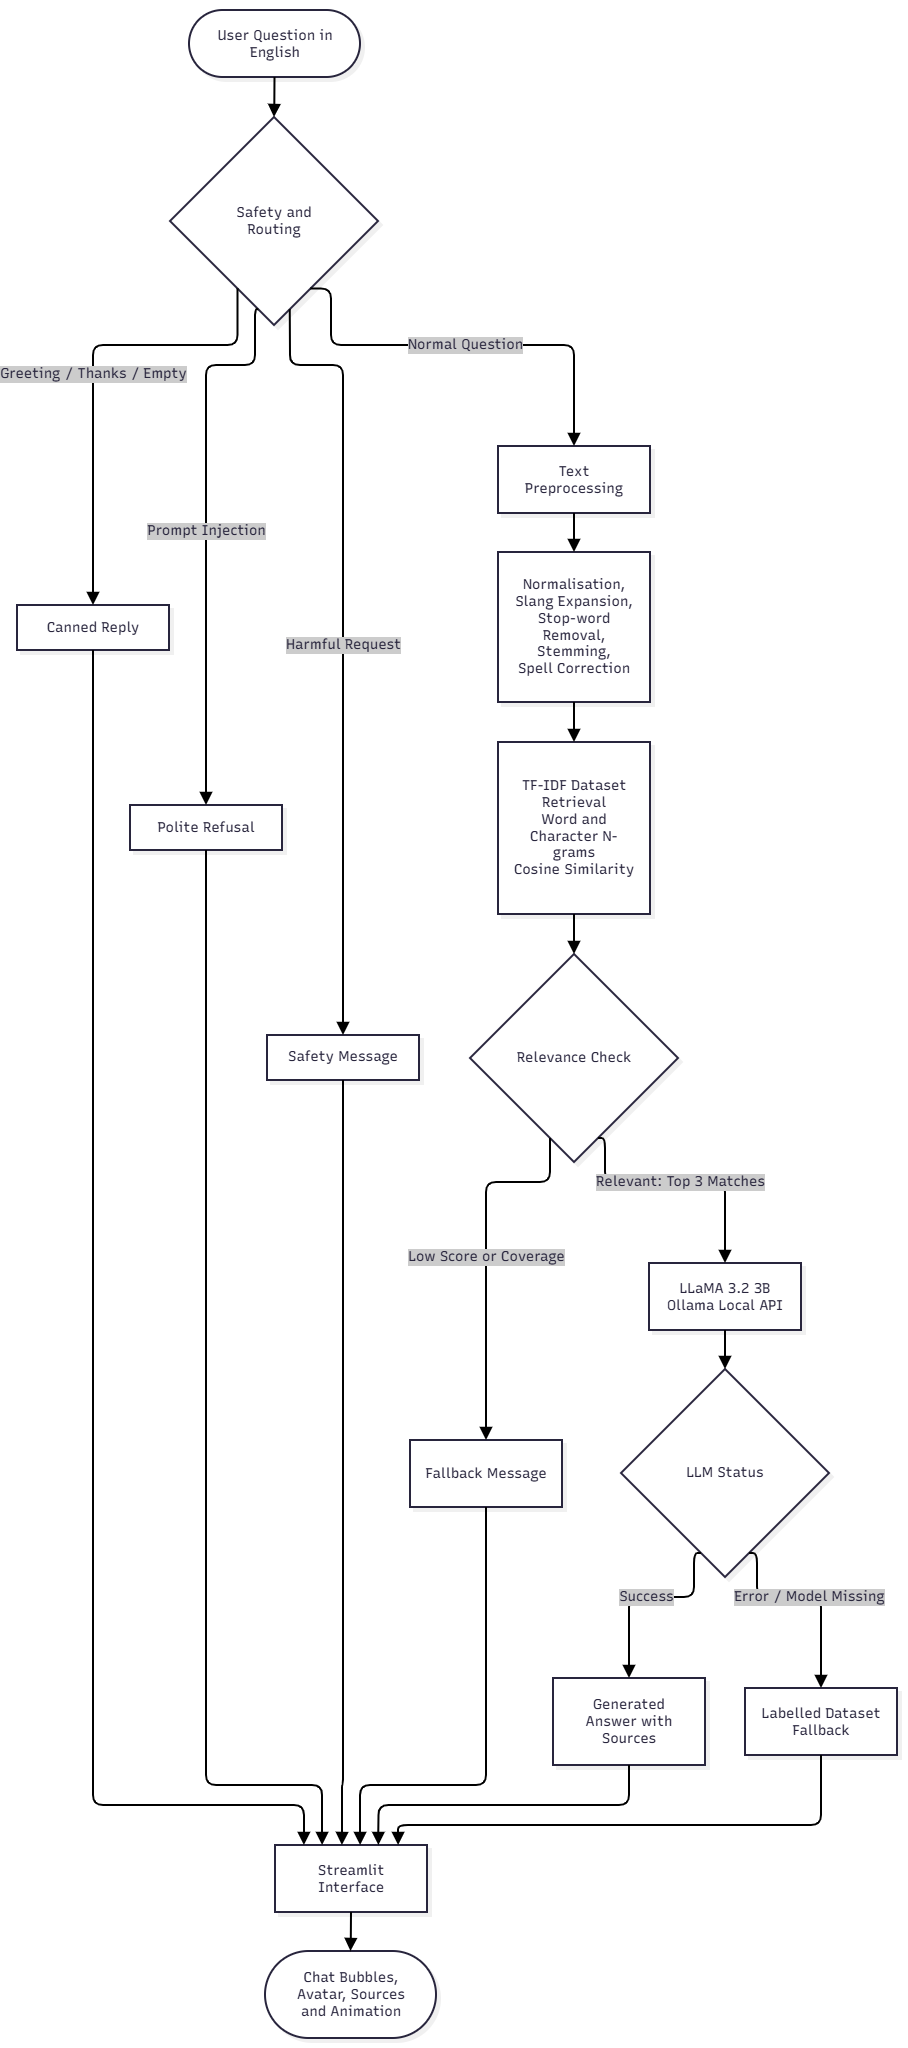 User Question in
English
Safety and
Routing
Normal Question
Greeting / Thanks / Empty
Text
Preprocessing
Prompt Injection
Normalisation,
Slang Expansion,
Stop-word
Removal,
Stemming,
Spell Correction
Canned Reply
Harmful Request
TF-IDF Dataset
Retrieval
Word and
Character N-
grams
Cosine Similarity
Polite Refusal
Safety Message
Relevance Check
Relevant: Top 3 Matches
Low Score or Coverage
LLaMA 3.2 3B
Ollama Local API
Fallback Message
LLM Status
Success
Error / Model Missing
Generated
Answer with
Sources
Labelled Dataset
Fallback
Streamlit
Interface
Chat Bubbles,
Avatar, Sources
and Animation